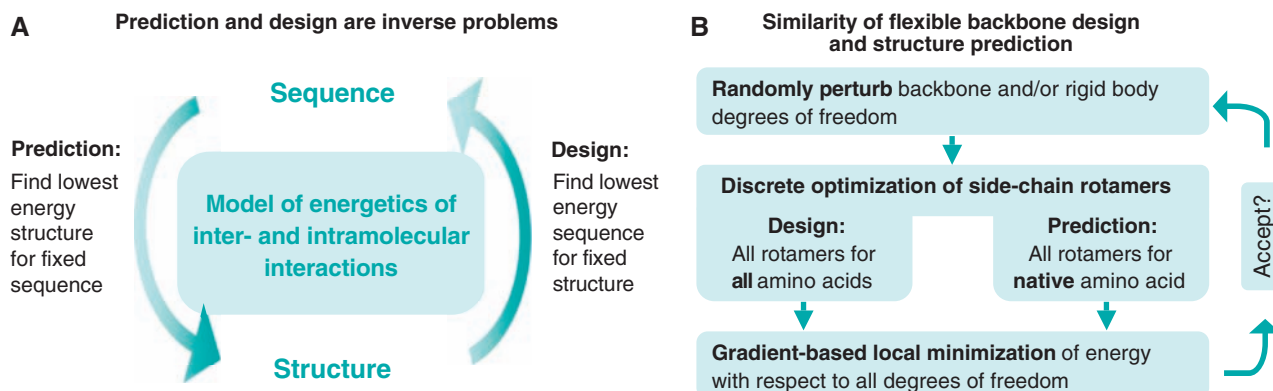 A
Prediction and design are inverse problems
Sequence
Prediction:
Find lowest
energy
structure
for fixed
sequence
Model of energetics of
inter- and intramolecular
interactions
Design:
Find lowest
energy
sequence
for fixed
structure
Structure
B
Similarity of flexible backbone design
and structure prediction
Randomly perturb backbone and/or rigid body
degrees of freedom
Discrete optimization of side-chain rotamers
Design:
All rotamers for
all amino acids
Prediction:
All rotamers for
native amino acid
Gradient-based local minimization of energy
with respect to all degrees of freedom
Accept?